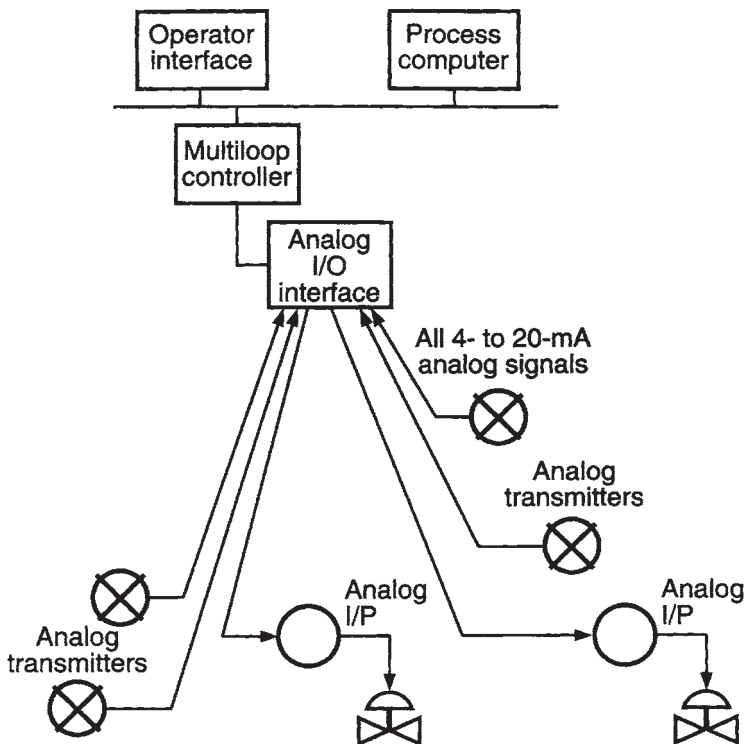 Operator
interface
Process
computer
Multiloop
controller
Analog
I/O
interface
All 4- to 20-mA
analog signals
Analog
transmitters
Analog
I/P
Analog
I/P
Analog
transmitters